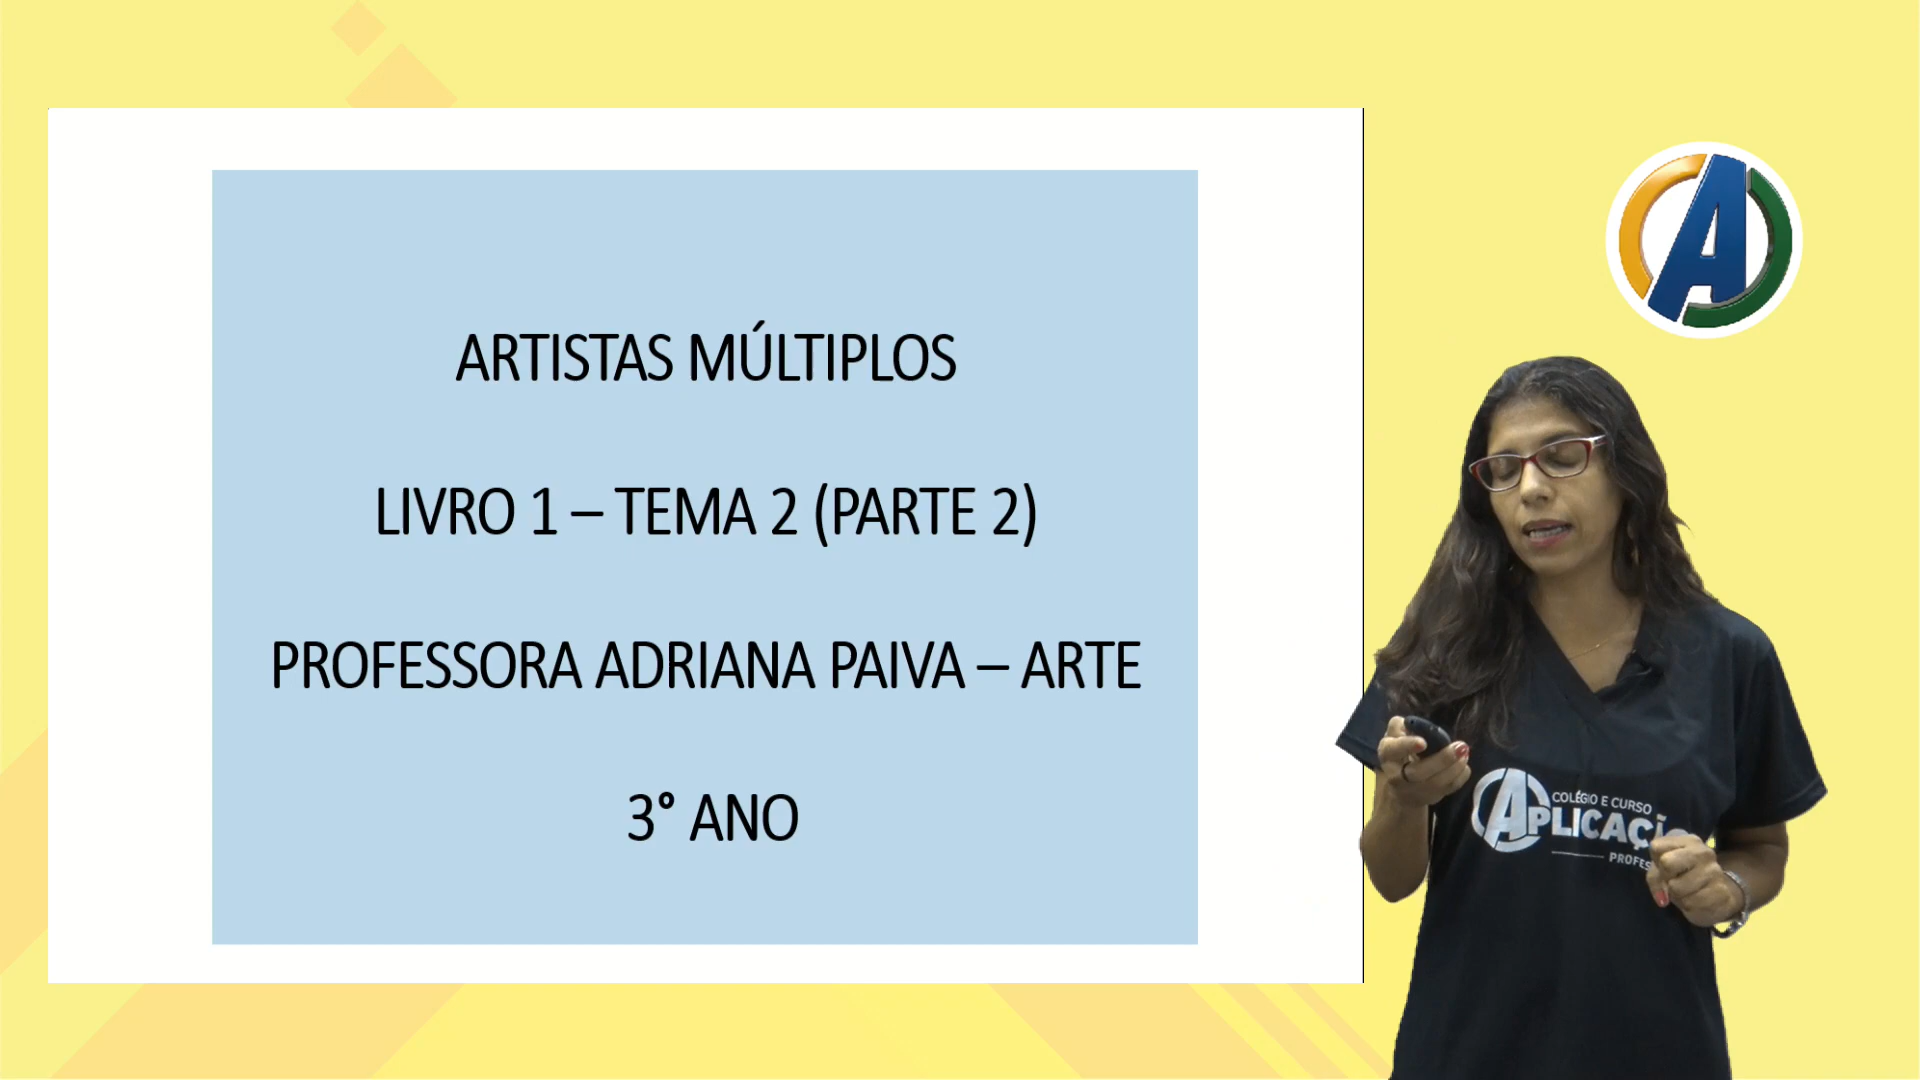 ARTISTAS MÚLTIPLOS
LIVRO 1 – TEMA 2 (PARTE 2)
PROFESSORA ADRIANA PAIVA – ARTE
3° ANO
A
COLÉGIO E CURSO